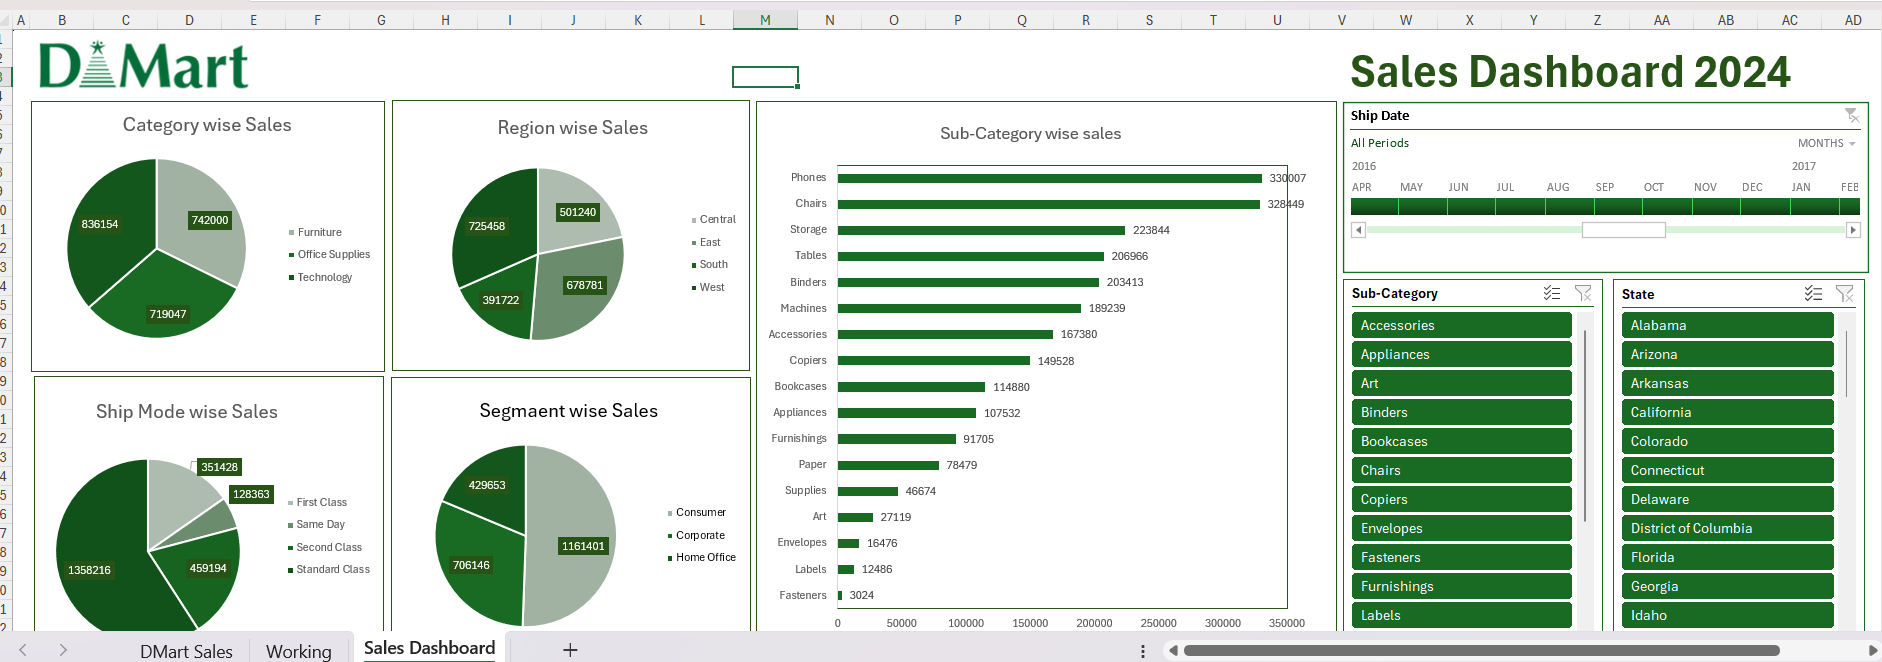 A B C D E F G H I J K L M N O P Q R S T U V W X Y Z AA AB AC AD
DMart
Sales Dashboard 2024
Category wise Sales
836154
742000
719047
Furniture
Office Supplies
Technology
Region wise Sales
725458
501240
391722
678781
Central
East
South
West
Ship Mode wise Sales
351428
128363
459194
1358216
First Class
Same Day
Second Class
Standard Class
Segmaent wise Sales
429653
1161401
706146
Consumer
Corporate
Home Office
Sub-Category wise sales
Phones 330007
Chairs 328449
Storage 223844
Tables 206966
Binders 203413
Machines 189239
Accessories 167380
Copiers 149528
Bookcases 114880
Appliances 107532
Furnishings 91705
Paper 78479
Supplies 46674
Art 27119
Envelopes 16476
Labels 12486
Fasteners 3024
0 50000 100000 150000 200000 250000 300000 350000
Ship Date
All Periods MONTHS
2016 2017
APR MAY JUN JUL AUG SEP OCT NOV DEC JAN FEB
Sub-Category
Accessories
Appliances
Art
Binders
Bookcases
Chairs
Copiers
Envelopes
Fasteners
Furnishings
Labels
State
Alabama
Arizona
Arkansas
California
Colorado
Connecticut
Delaware
District of Columbia
Florida
Georgia
Idaho
DMart Sales Working Sales Dashboard